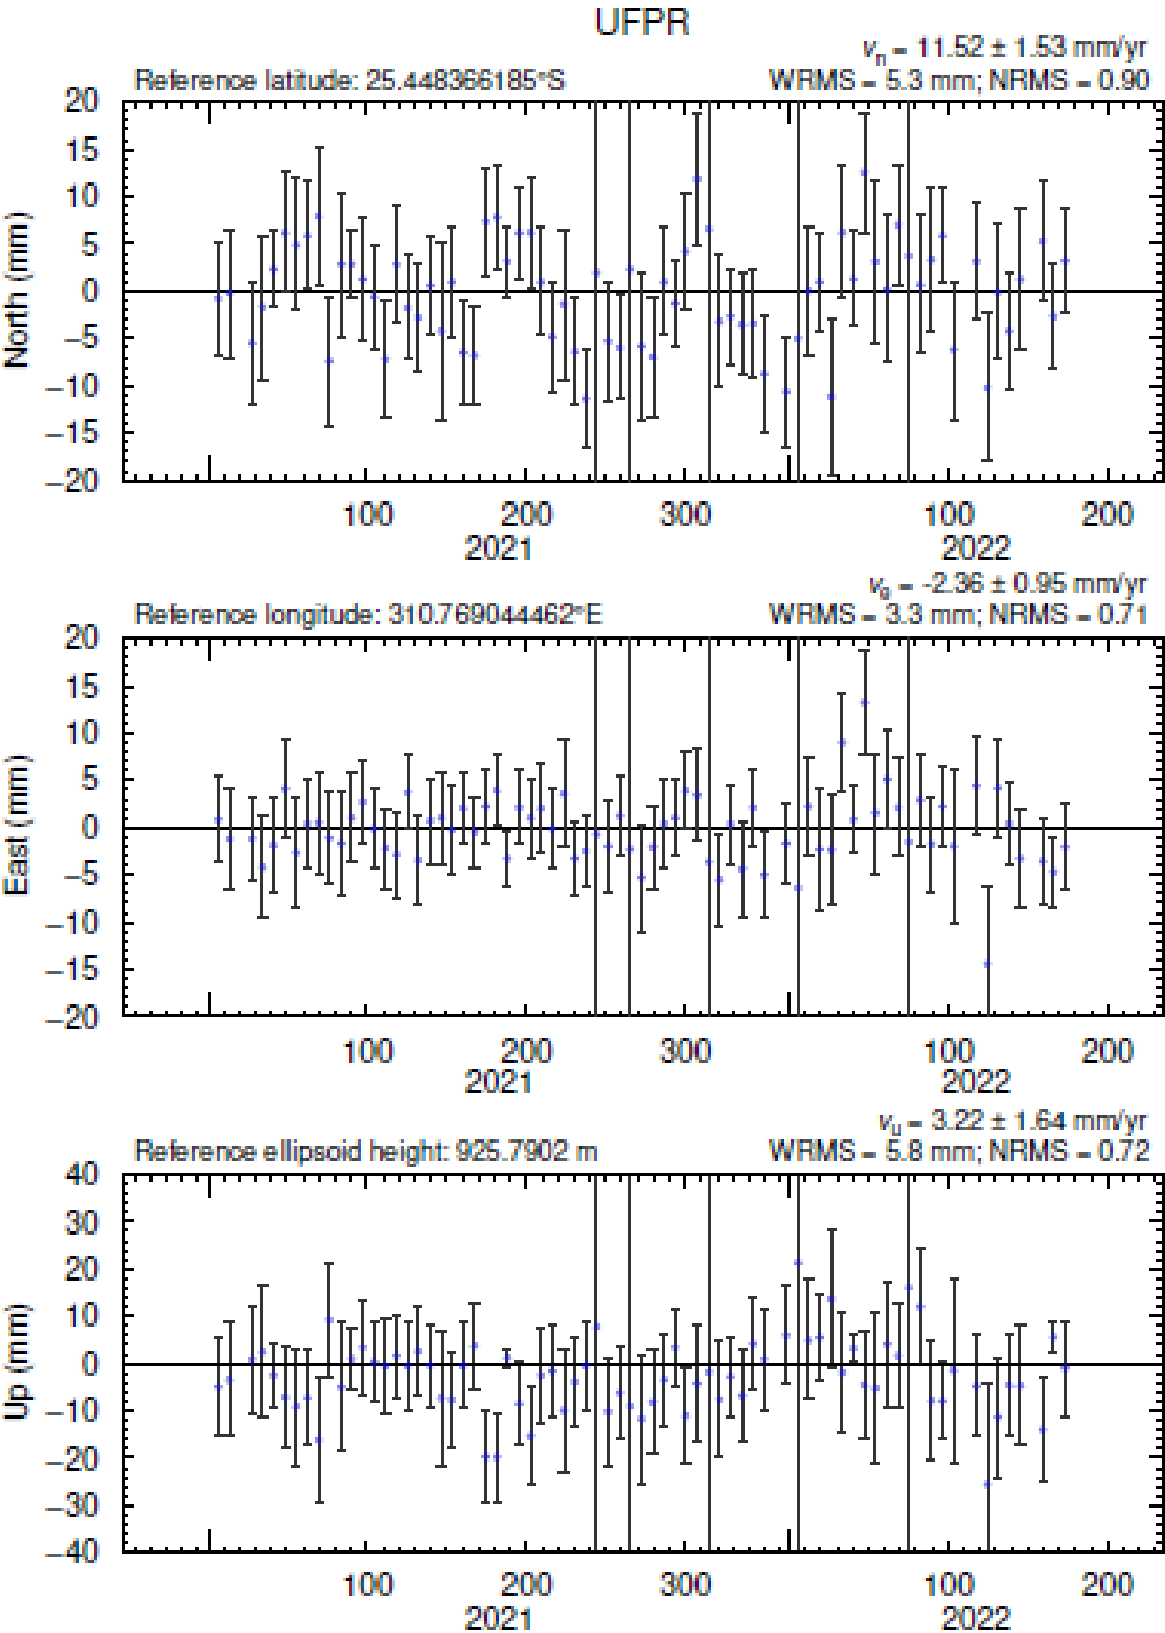 UFPR
vn = 11.52 ± 1.53 mm/yr
Reference latitude: 25.448366185°S WRMS = 5.3 mm; NRMS = 0.90
20
15
10
5
0
−5
−10
−15
−20
North (mm)
100 200 300 100 200
2021 2022
ve = -2.36 ± 0.95 mm/yr
Reference longitude: 310.769044462°E WRMS = 3.3 mm; NRMS = 0.71
20
15
10
5
0
−5
−10
−15
−20
East (mm)
100 200 300 100 200
2021 2022
vu = 3.22 ± 1.64 mm/yr
Reference ellipsoid height: 925.7902 m WRMS = 5.8 mm; NRMS = 0.72
40
30
20
10
0
−10
−20
−30
−40
Up (mm)
100 200 300 100 200
2021 2022